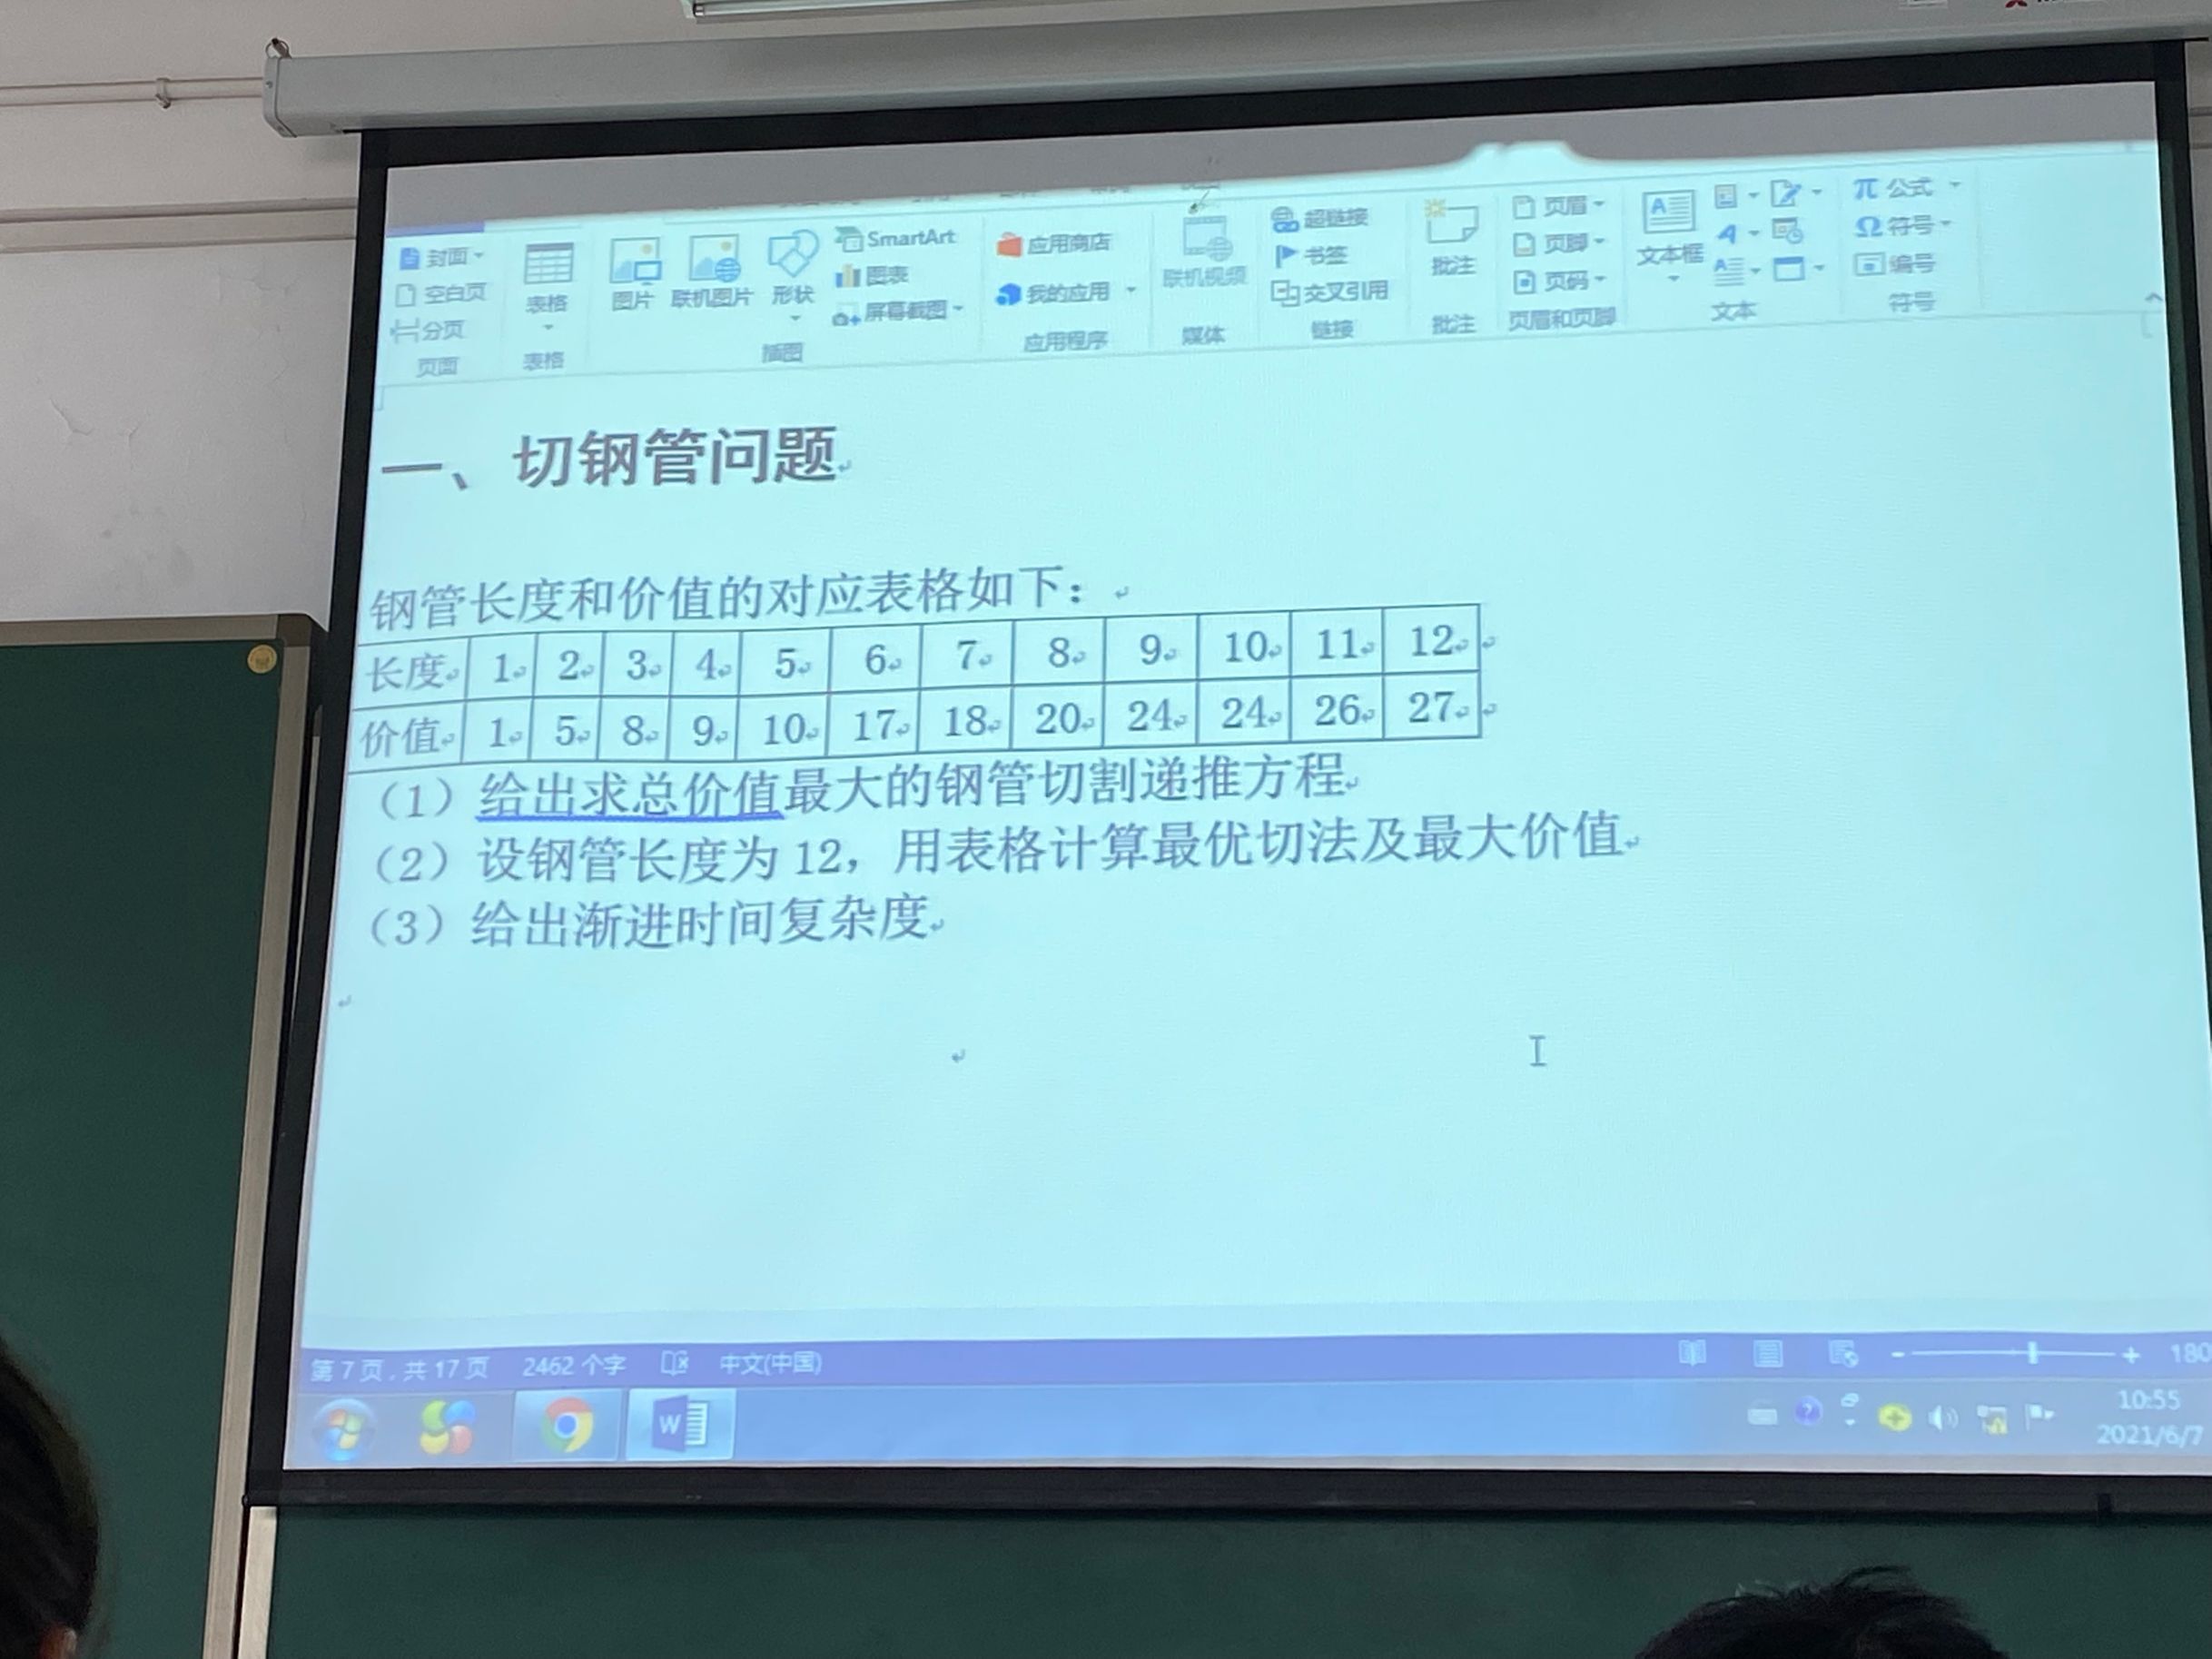 封面 表格 图片 联机图片 形状 SmartArt 应用商店 联机视频 超链接 批注 页眉 文本框 π 公式
空白页 图表 我的应用 书签 页脚 Ω 符号
分页 屏幕截图 交叉引用 页码 编号
页面 表格 插图 应用程序 媒体 链接 批注 页眉和页脚 文本 符号
一、切钢管问题
钢管长度和价值的对应表格如下：
长度 1 2 3 4 5 6 7 8 9 10 11 12
价值 1 5 8 9 10 17 18 20 24 24 26 27
（1）给出求总价值最大的钢管切割递推方程
（2）设钢管长度为 12，用表格计算最优切法及最大价值
（3）给出渐进时间复杂度
第 7 页，共 17 页 2462 个字 中文(中国) 180
10:55
2021/6/7